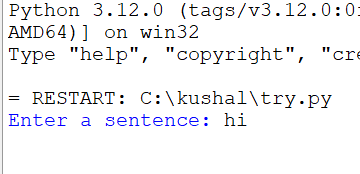 Python 3.12.0 (tags/v3.12.0:0
AMD64)] on win32
Type "help", "copyright", "cre
= RESTART: C:\kushal\try.py
Enter a sentence: hi